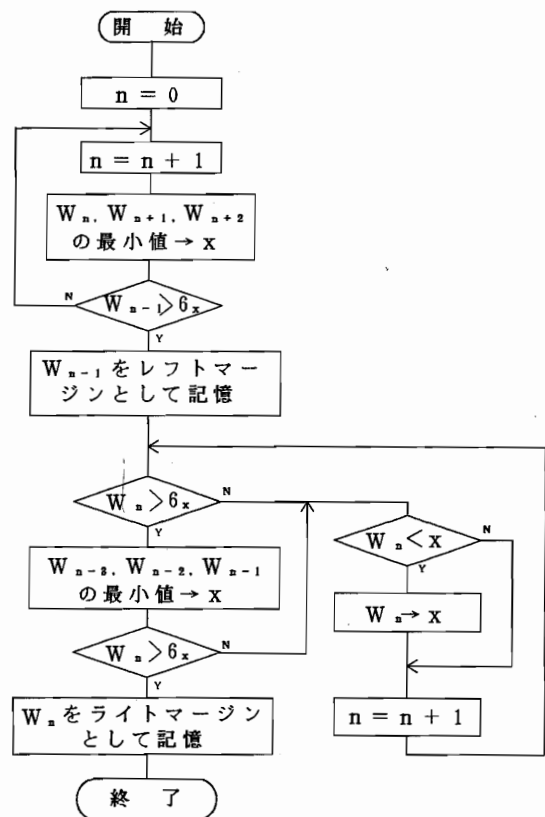 開 始
n = 0
n = n + 1
Wn, Wn+1, Wn+2
の最小値→x
N
Wn-1>6x
Y
Wn-1をレフトマー
ジンとして記憶
Wn>6x
N
Y
Wn<x
N
Y
Wn-3, Wn-2, Wn-1
の最小値→x
Wn→x
Wn>6x
N
Y
n = n + 1
Wnをライトマージン
として記憶
終 了